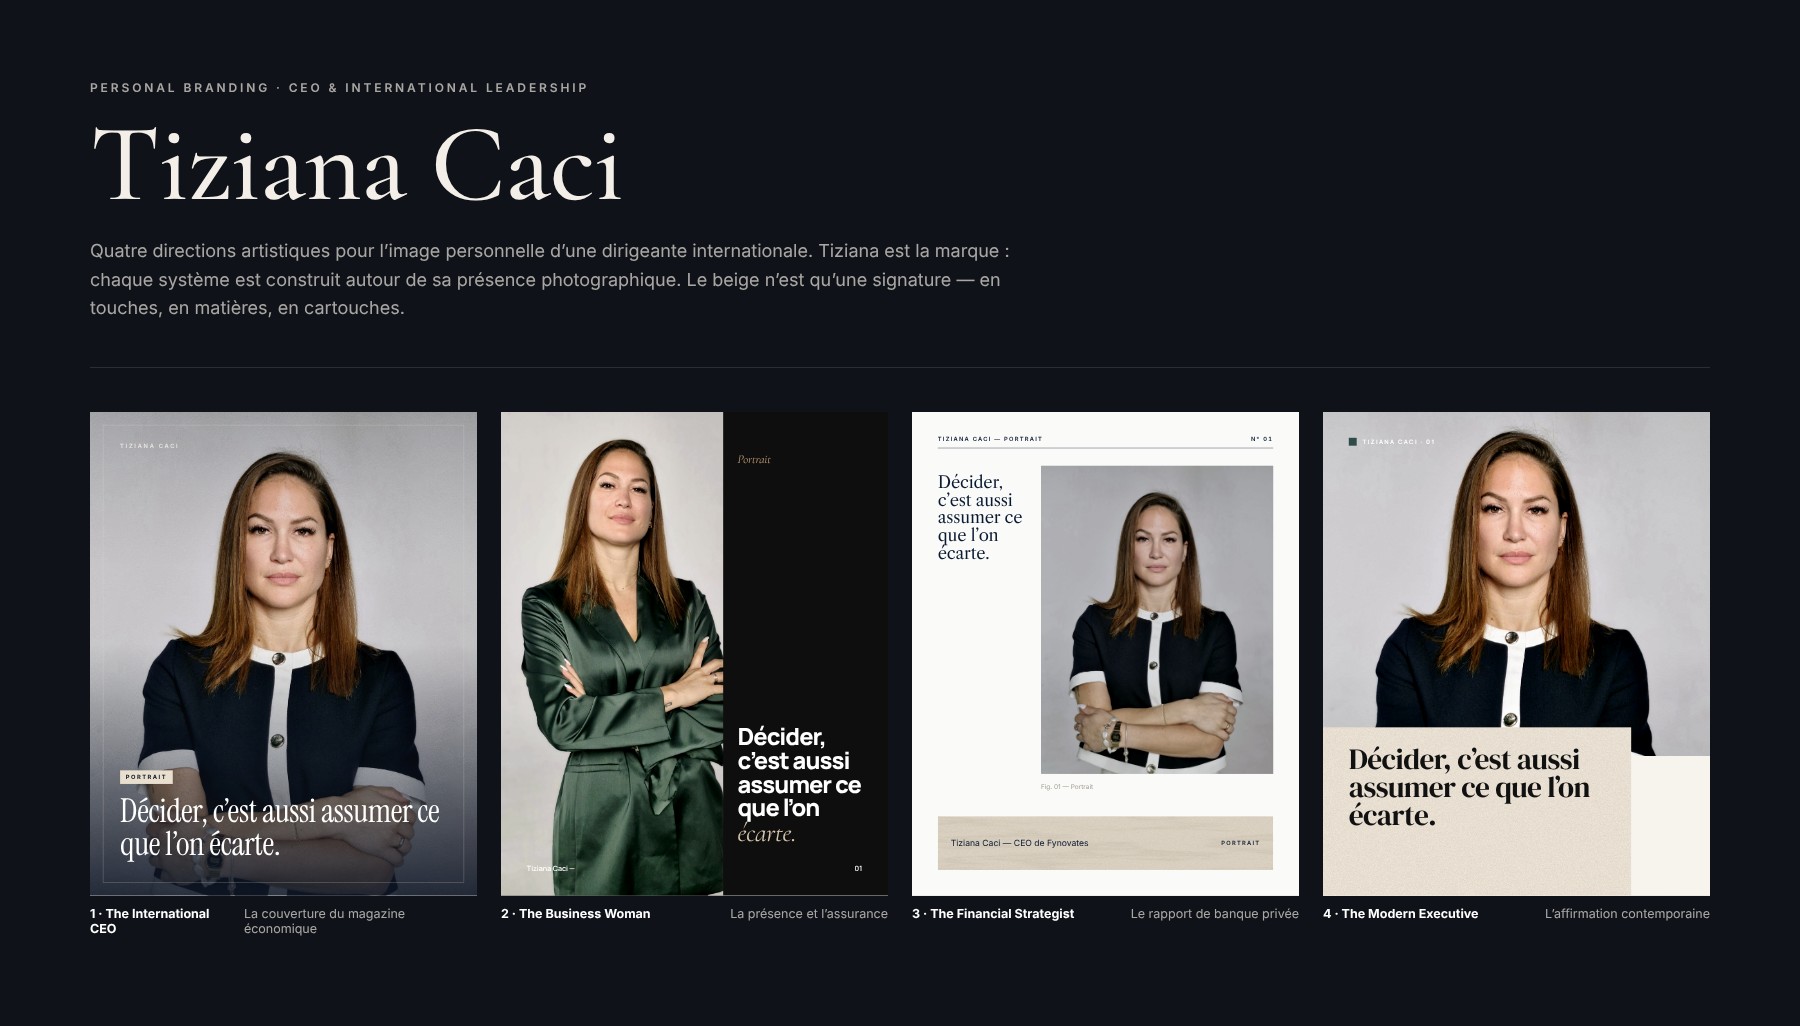 PERSONAL BRANDING · CEO & INTERNATIONAL LEADERSHIP
Tiziana Caci
Quatre directions artistiques pour l’image personnelle d’une dirigeante internationale. Tiziana est la marque :
chaque système est construit autour de sa présence photographique. Le beige n’est qu’une signature — en
touches, en matières, en cartouches.
TIZIANA CACI
PORTRAIT
Décider, c’est aussi assumer ce
que l’on écarte.
1 · The International
CEO
La couverture du magazine
économique
Portrait
Décider,
c’est aussi
assumer ce
que l’on
écarte.
Tiziana Caci —
01
2 · The Business Woman
La présence et l’assurance
TIZIANA CACI — PORTRAIT
N° 01
Décider,
c’est aussi
assumer ce
que l’on
écarte.
Fig. 01 — Portrait
Tiziana Caci — CEO de Fynovates
PORTRAIT
3 · The Financial Strategist
Le rapport de banque privée
TIZIANA CACI · 01
Décider, c’est aussi
assumer ce que l’on
écarte.
4 · The Modern Executive
L’affirmation contemporaine